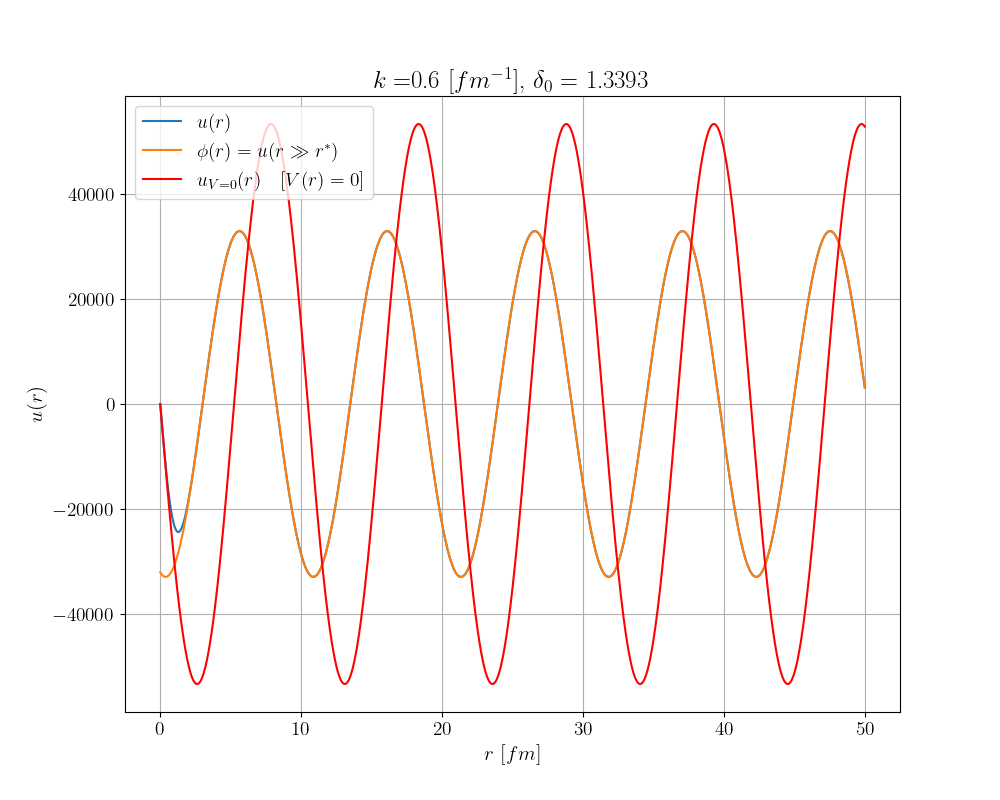 k =0.6 [fm⁻¹], δ₀ = 1.3393
u(r)
ϕ(r) = u(r ≫ r*)
u_{V=0}(r) [V(r) = 0]
40000
20000
0
−20000
−40000
u(r)
0 10 20 30 40 50
r [fm]